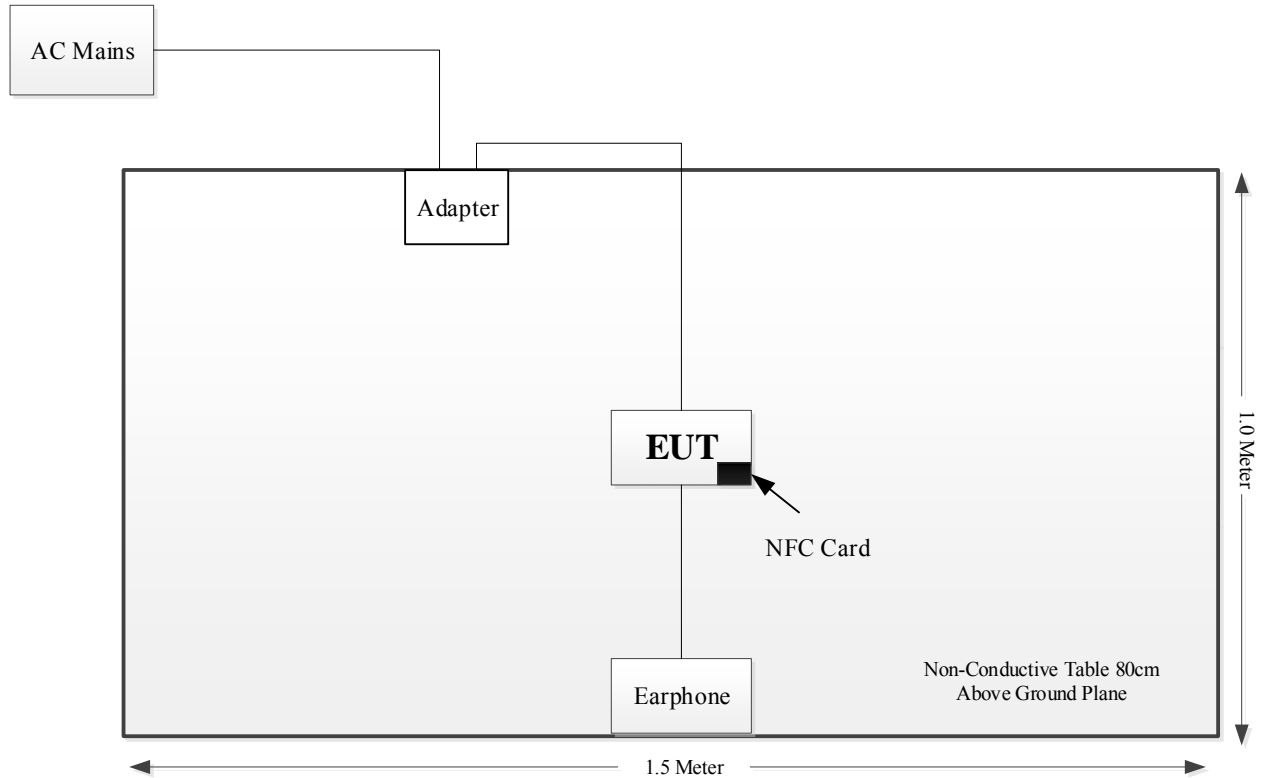 AC Mains
Adapter
EUT
NFC Card
1.0 Meter
Earphone
Non-Conductive Table 80cm
Above Ground Plane
1.5 Meter